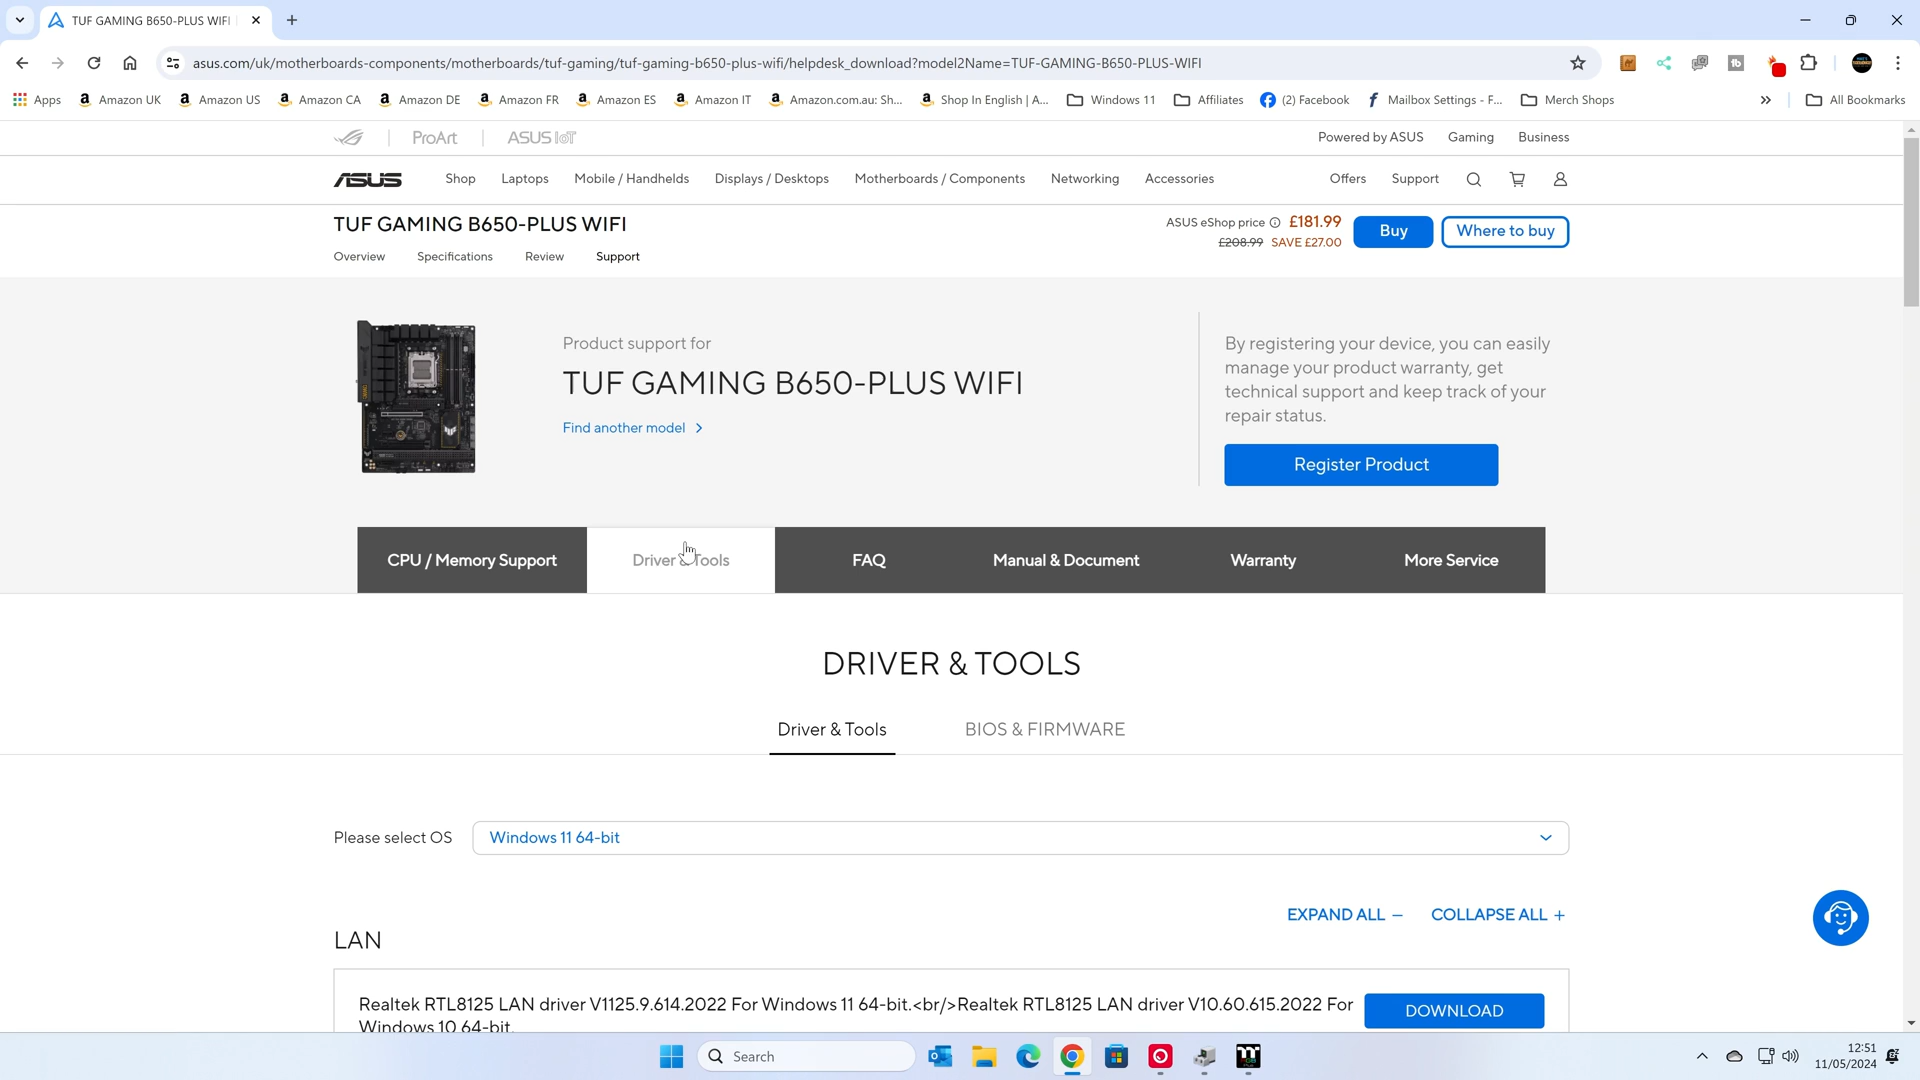 TUF GAMING B650-PLUS WIFI
asus.com/uk/motherboards-components/motherboards/tuf-gaming/tuf-gaming-b650-plus-wifi/helpdesk_download?model2Name=TUF-GAMING-B650-PLUS-WIFI
Apps Amazon UK Amazon US Amazon CA Amazon DE Amazon FR Amazon ES Amazon IT Amazon.com.au: Sh... Shop In English | A... Windows 11 Affiliates (2) Facebook Mailbox Settings - F... Merch Shops » All Bookmarks
ProArt ASUS IoT Powered by ASUS Gaming Business
ASUS Shop Laptops Mobile / Handhelds Displays / Desktops Motherboards / Components Networking Accessories Offers Support
TUF GAMING B650-PLUS WIFI
ASUS eShop price £181.99 Buy Where to buy
£208.99 SAVE £27.00
Overview Specifications Review Support
Product support for
TUF GAMING B650-PLUS WIFI
Find another model
By registering your device, you can easily
manage your product warranty, get
technical support and keep track of your
repair status.
Register Product
CPU / Memory Support Driver & Tools FAQ Manual & Document Warranty More Service
DRIVER & TOOLS
Driver & Tools BIOS & FIRMWARE
Please select OS Windows 11 64-bit
EXPAND ALL − COLLAPSE ALL +
LAN
Realtek RTL8125 LAN driver V1125.9.614.2022 For Windows 11 64-bit.<br/>Realtek RTL8125 LAN driver V10.60.615.2022 For
Windows 10 64-bit.
DOWNLOAD
Search
12:51
11/05/2024